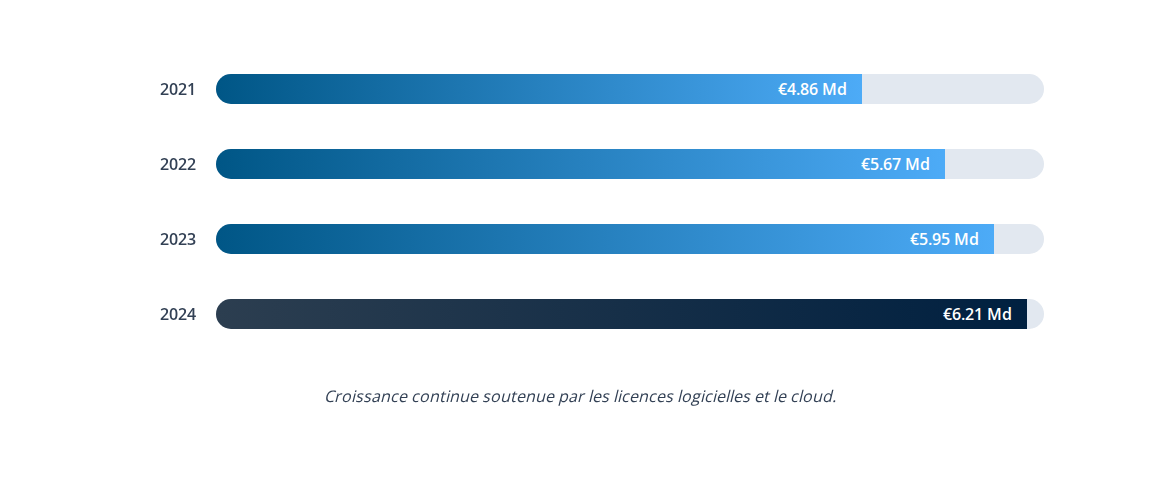 2021 €4.86 Md
2022 €5.67 Md
2023 €5.95 Md
2024 €6.21 Md
Croissance continue soutenue par les licences logicielles et le cloud.